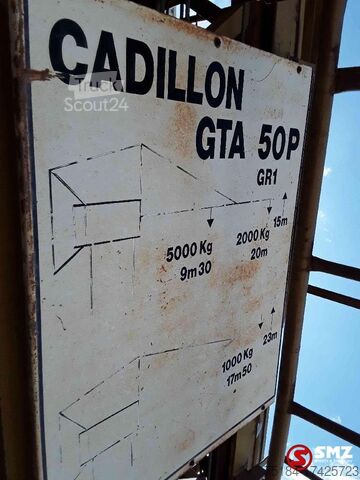 CADILLON
Truck
Scout24
GTA 50P
GR1
15m
5000 Kg
2000 Kg
9m30
20m
23m
1000 Kg
17m50
SMZ